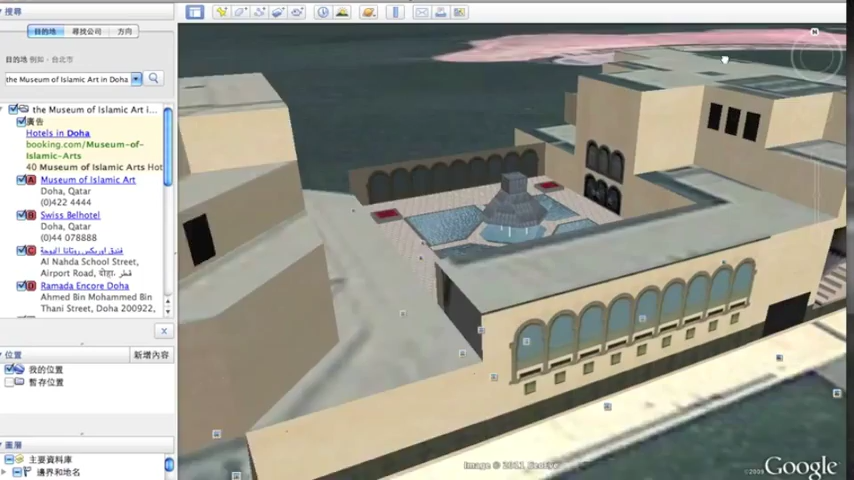 搜尋
目的地
尋找公司
方向
目的地 例如﹐台北市
the Museum of Islamic Art in Doha
the Museum of Islamic Art i...
廣告
Hotels in Doha
booking.com/Museum-of-
Islamic-Arts
40 Museum of Islamic Arts Hot
A Museum of Islamic Art
Doha, Qatar
(0)422 4444
B Swiss Belhotel
Doha, Qatar
(0)44 078888
C
Al Nahda School Street,
Airport Road, दोहा, قطر
D Ramada Encore Doha
Ahmed Bin Mohammed Bin
Thani Street, Doha 200922,
位置
新增內容
我的位置
暫存位置
圖層
主要資料庫
邊界和地名
N
Image © 2011 GeoEye
©2009 Google